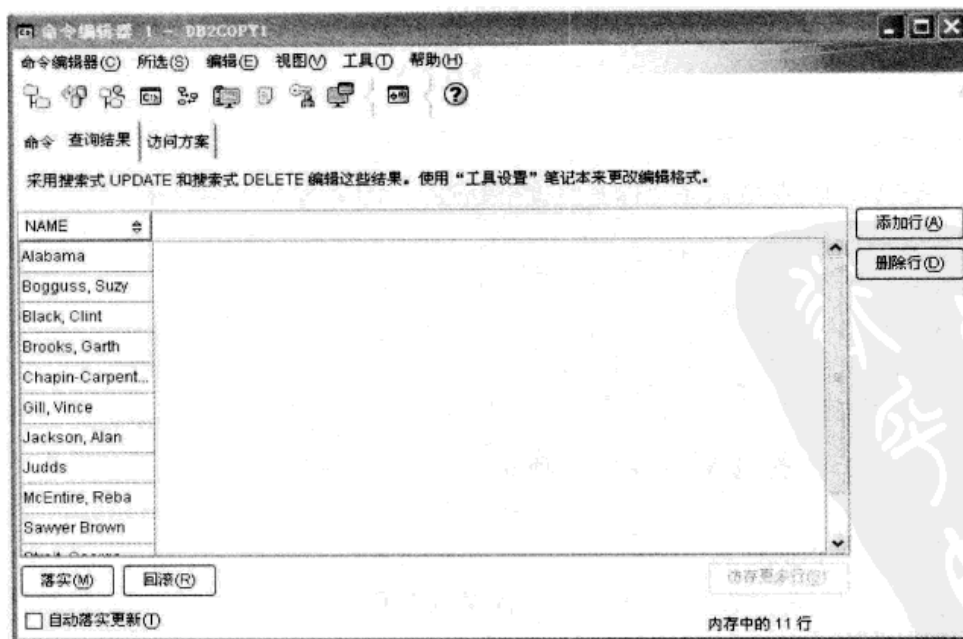 命令编辑器 1 - DB2COPY1
命令编辑器(C) 所选(S) 编辑(E) 视图(V) 工具(T) 帮助(H)
命令 查询结果 访问方案
采用搜索式 UPDATE 和搜索式 DELETE 编辑这些结果。使用“工具设置”笔记本来更改编辑格式。
NAME
添加行(A)
Alabama
删除行(D)
Bogguss, Suzy
Black, Clint
Brooks, Garth
Chapin-Carpent...
Gill, Vince
Jackson, Alan
Judds
McEntire, Reba
Sawyer Brown
落实(M) 回滚(R)
自动落实更新(T)
内存中的 11 行